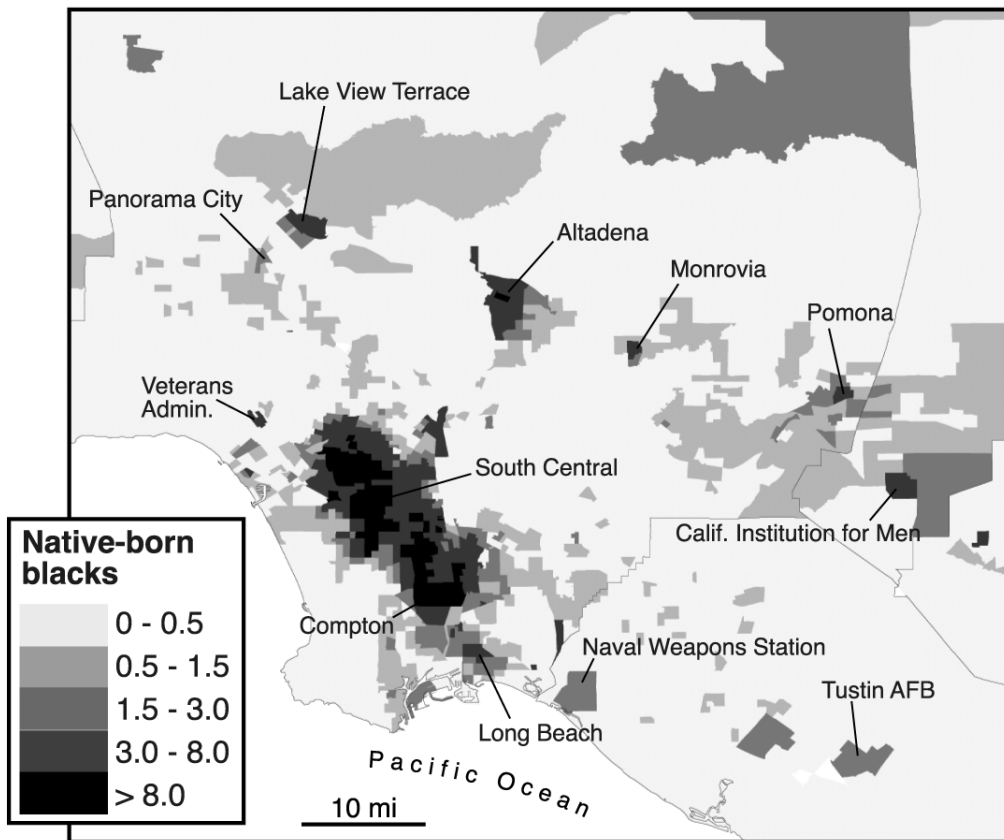 Lake View Terrace
Panorama City
Altadena
Monrovia
Pomona
Veterans
Admin.
South Central
Calif. Institution for Men
Compton
Naval Weapons Station
Tustin AFB
Long Beach
Pacific Ocean
10 mi
Native-born
blacks
0 - 0.5
0.5 - 1.5
1.5 - 3.0
3.0 - 8.0
> 8.0